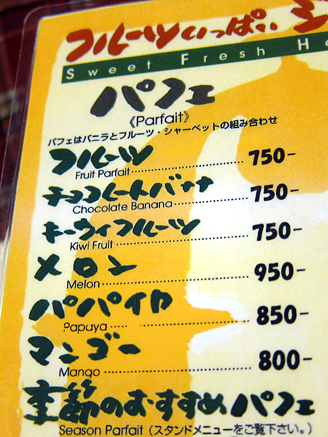 フルーツいっぱい
Sweet Fresh
パフェ
《Parfait》
パフェはバニラとフルーツ・シャーベットの組み合わせ
フルーツ 750-
Fruit Parfait
チョコレートバナナ 750-
Chocolate Banana
キーウィフルーツ 750-
Kiwi Fruit
メロン 950-
Melon
パパイヤ 850-
Papuya
マンゴー 800-
Mango
季節のおすすめパフェ
Season Parfait (スタンドメニューをご覧下さい。)